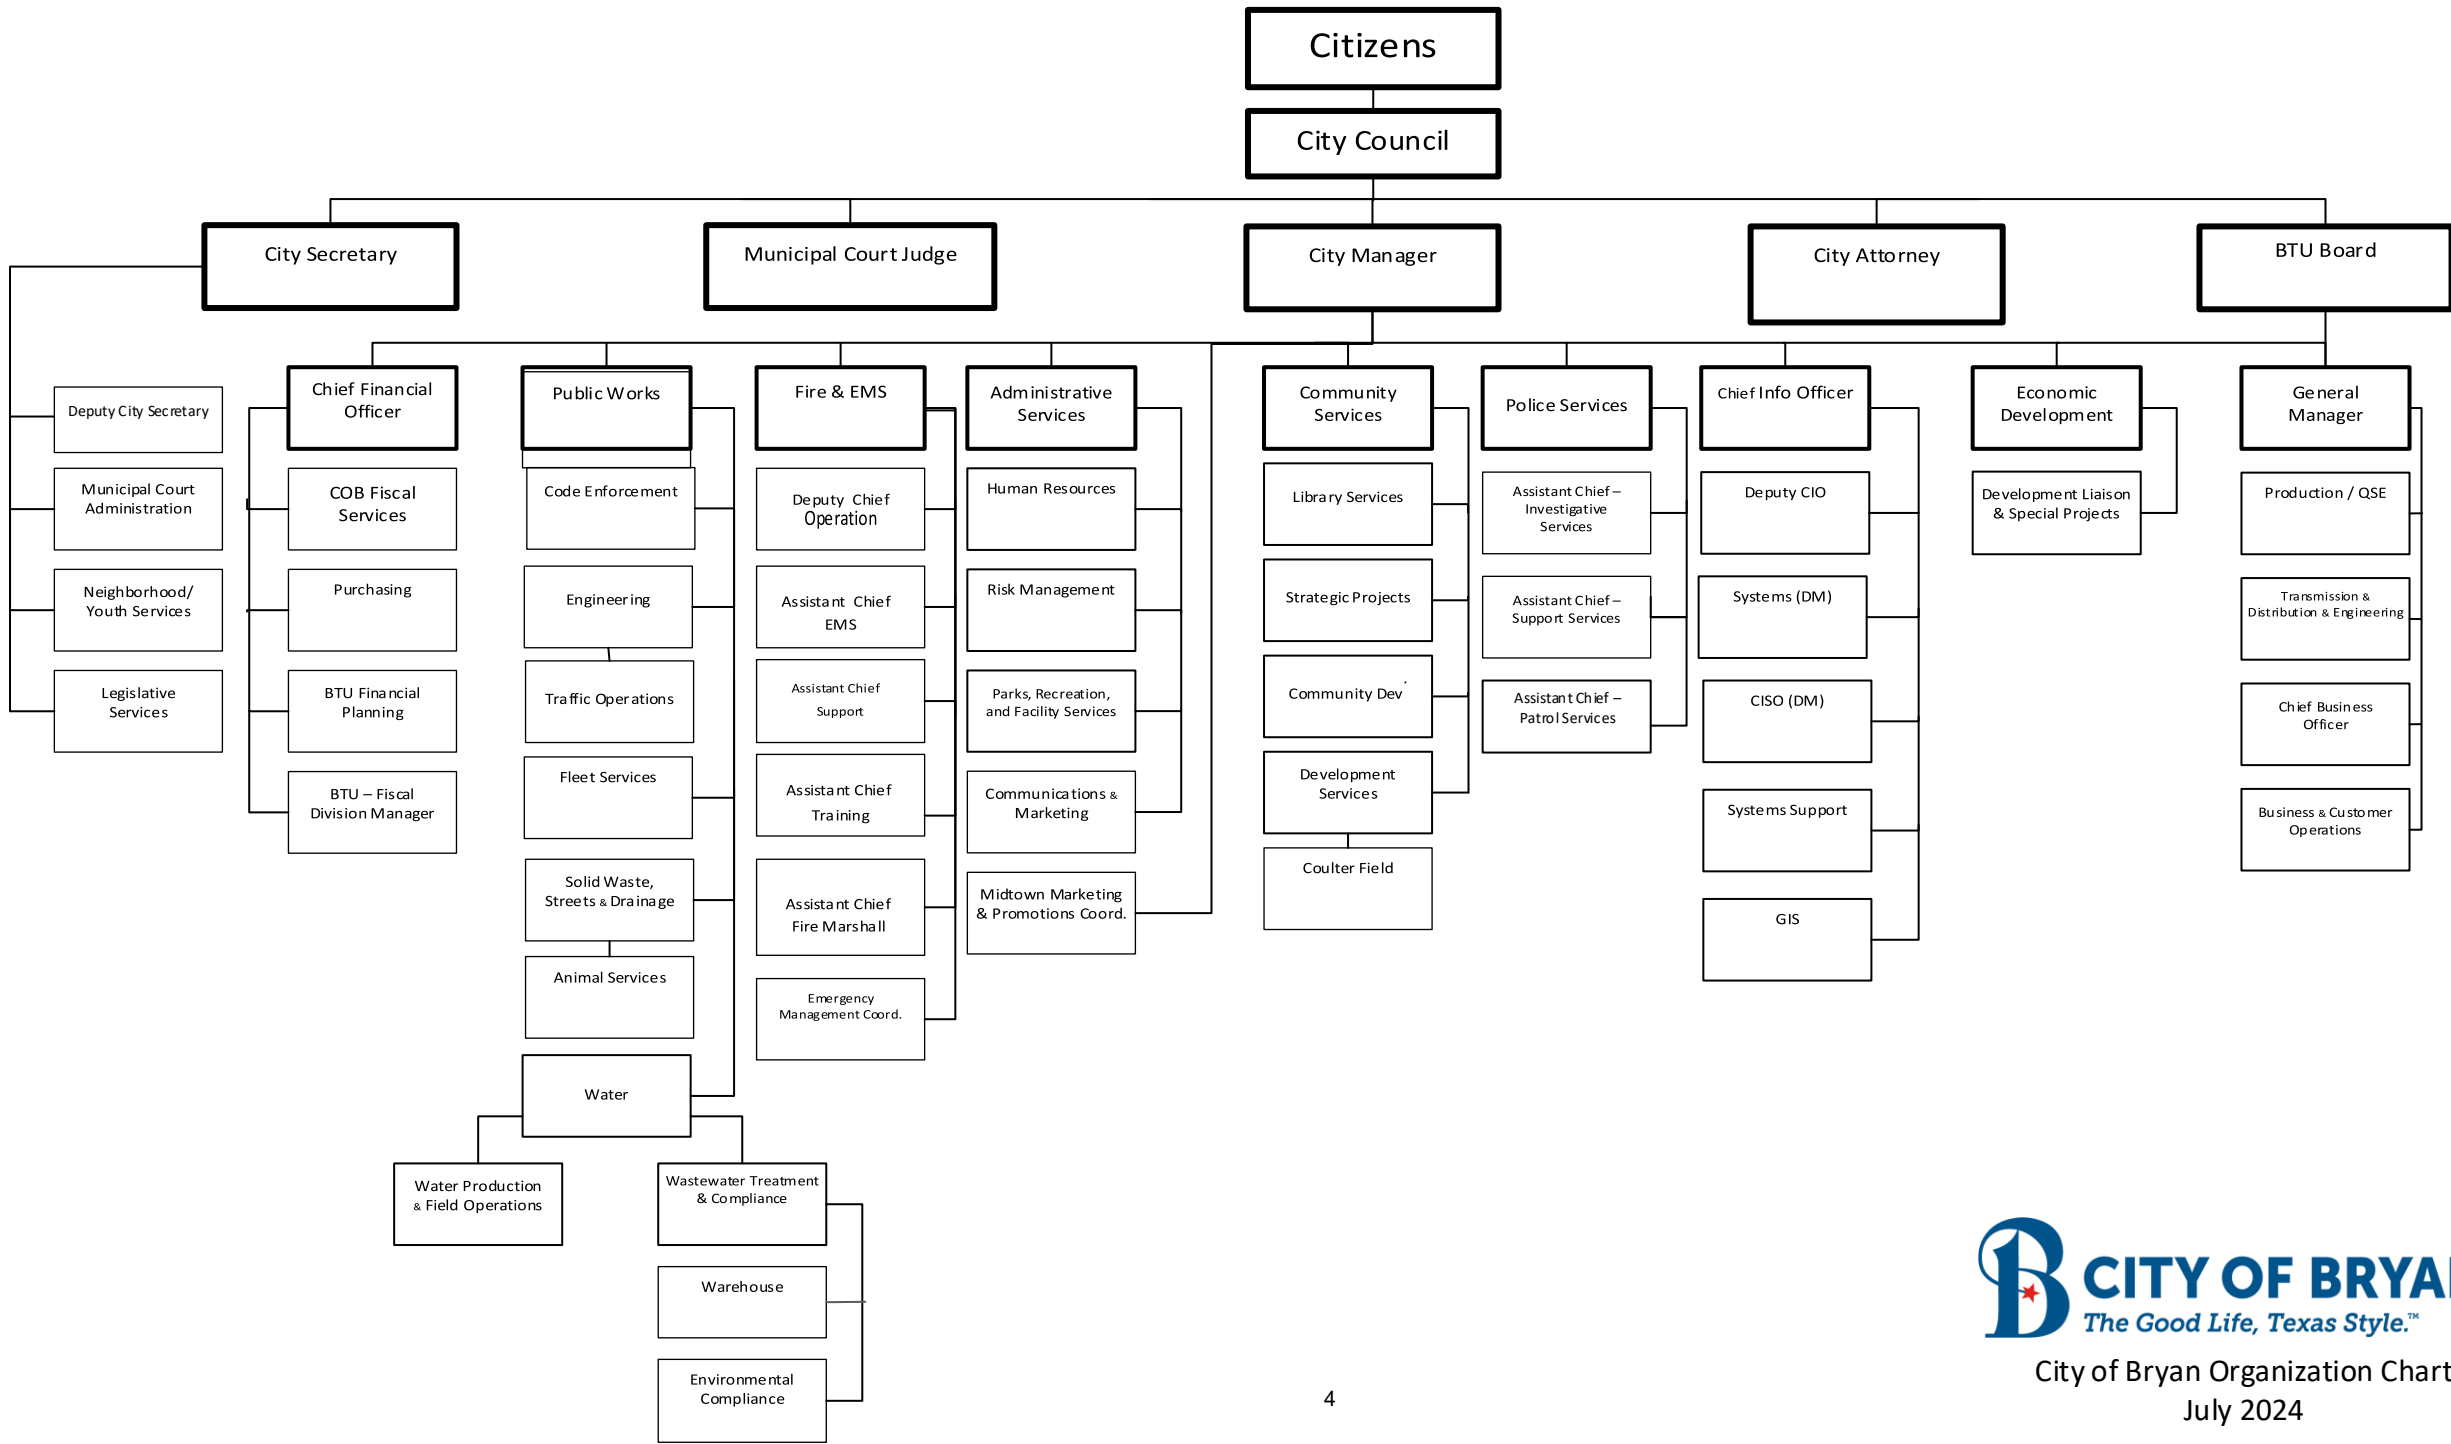 Citizens
City Council
City Secretary
Municipal Court Judge
City Manager
City Attorney
BTU Board
Deputy City Secretary
Municipal Court
Administration
Neighborhood/
Youth Services
Legislative
Services
Chief Financial
Officer
COB Fiscal
Services
Purchasing
BTU Financial
Planning
BTU – Fiscal
Division Manager
Public Works
Code Enforcement
Engineering
Traffic Operations
Fleet Services
Solid Waste,
Streets & Drainage
Animal Services
Water
Water Production
& Field Operations
Wastewater Treatment
& Compliance
Warehouse
Environmental
Compliance
Fire & EMS
Deputy Chief
Operation
Assistant Chief
EMS
Assistant Chief
Support
Assistant Chief
Training
Assistant Chief
Fire Marshall
Emergency
Management Coord.
Administrative
Services
Human Resources
Risk Management
Parks, Recreation,
and Facility Services
Communications &
Marketing
Midtown Marketing
& Promotions Coord.
Community
Services
Library Services
Strategic Projects
Community Dev.
Development
Services
Coulter Field
Police Services
Assistant Chief –
Investigative
Services
Assistant Chief –
Support Services
Assistant Chief –
Patrol Services
Chief Info Officer
Deputy CIO
Systems (DM)
CISO (DM)
Systems Support
GIS
Economic
Development
Development Liaison
& Special Projects
General
Manager
Production / QSE
Transmission &
Distribution & Engineering
Chief Business
Officer
Business & Customer
Operations
B CITY OF BRYAN
The Good Life, Texas Style.™
City of Bryan Organization Chart
July 2024
4